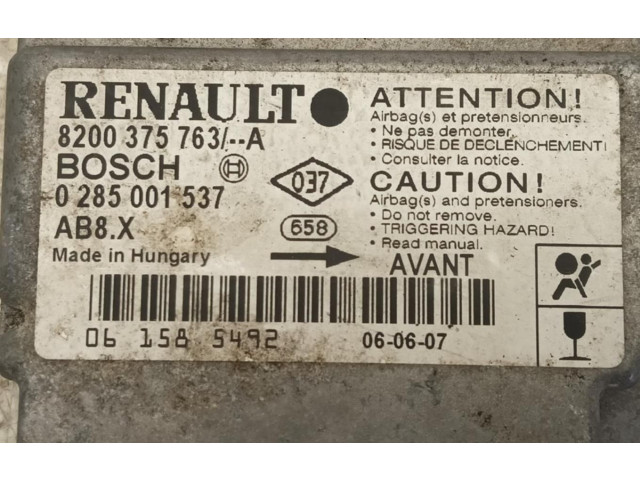 RENAULT
8200 375 763/--A
BOSCH
0 285 001 537
AB8.X
Made in Hungary
037
658
ATTENTION!
Airbag(s) et pretensionneurs.
• Ne pas demonter.
• RISQUE DE DECLENCHEMENT!
• Consulter la notice.
CAUTION!
Airbag(s) and pretensioners.
• Do not remove.
• TRIGGERING HAZARD!
• Read manual.
AVANT
06 158 5492
06-06-07